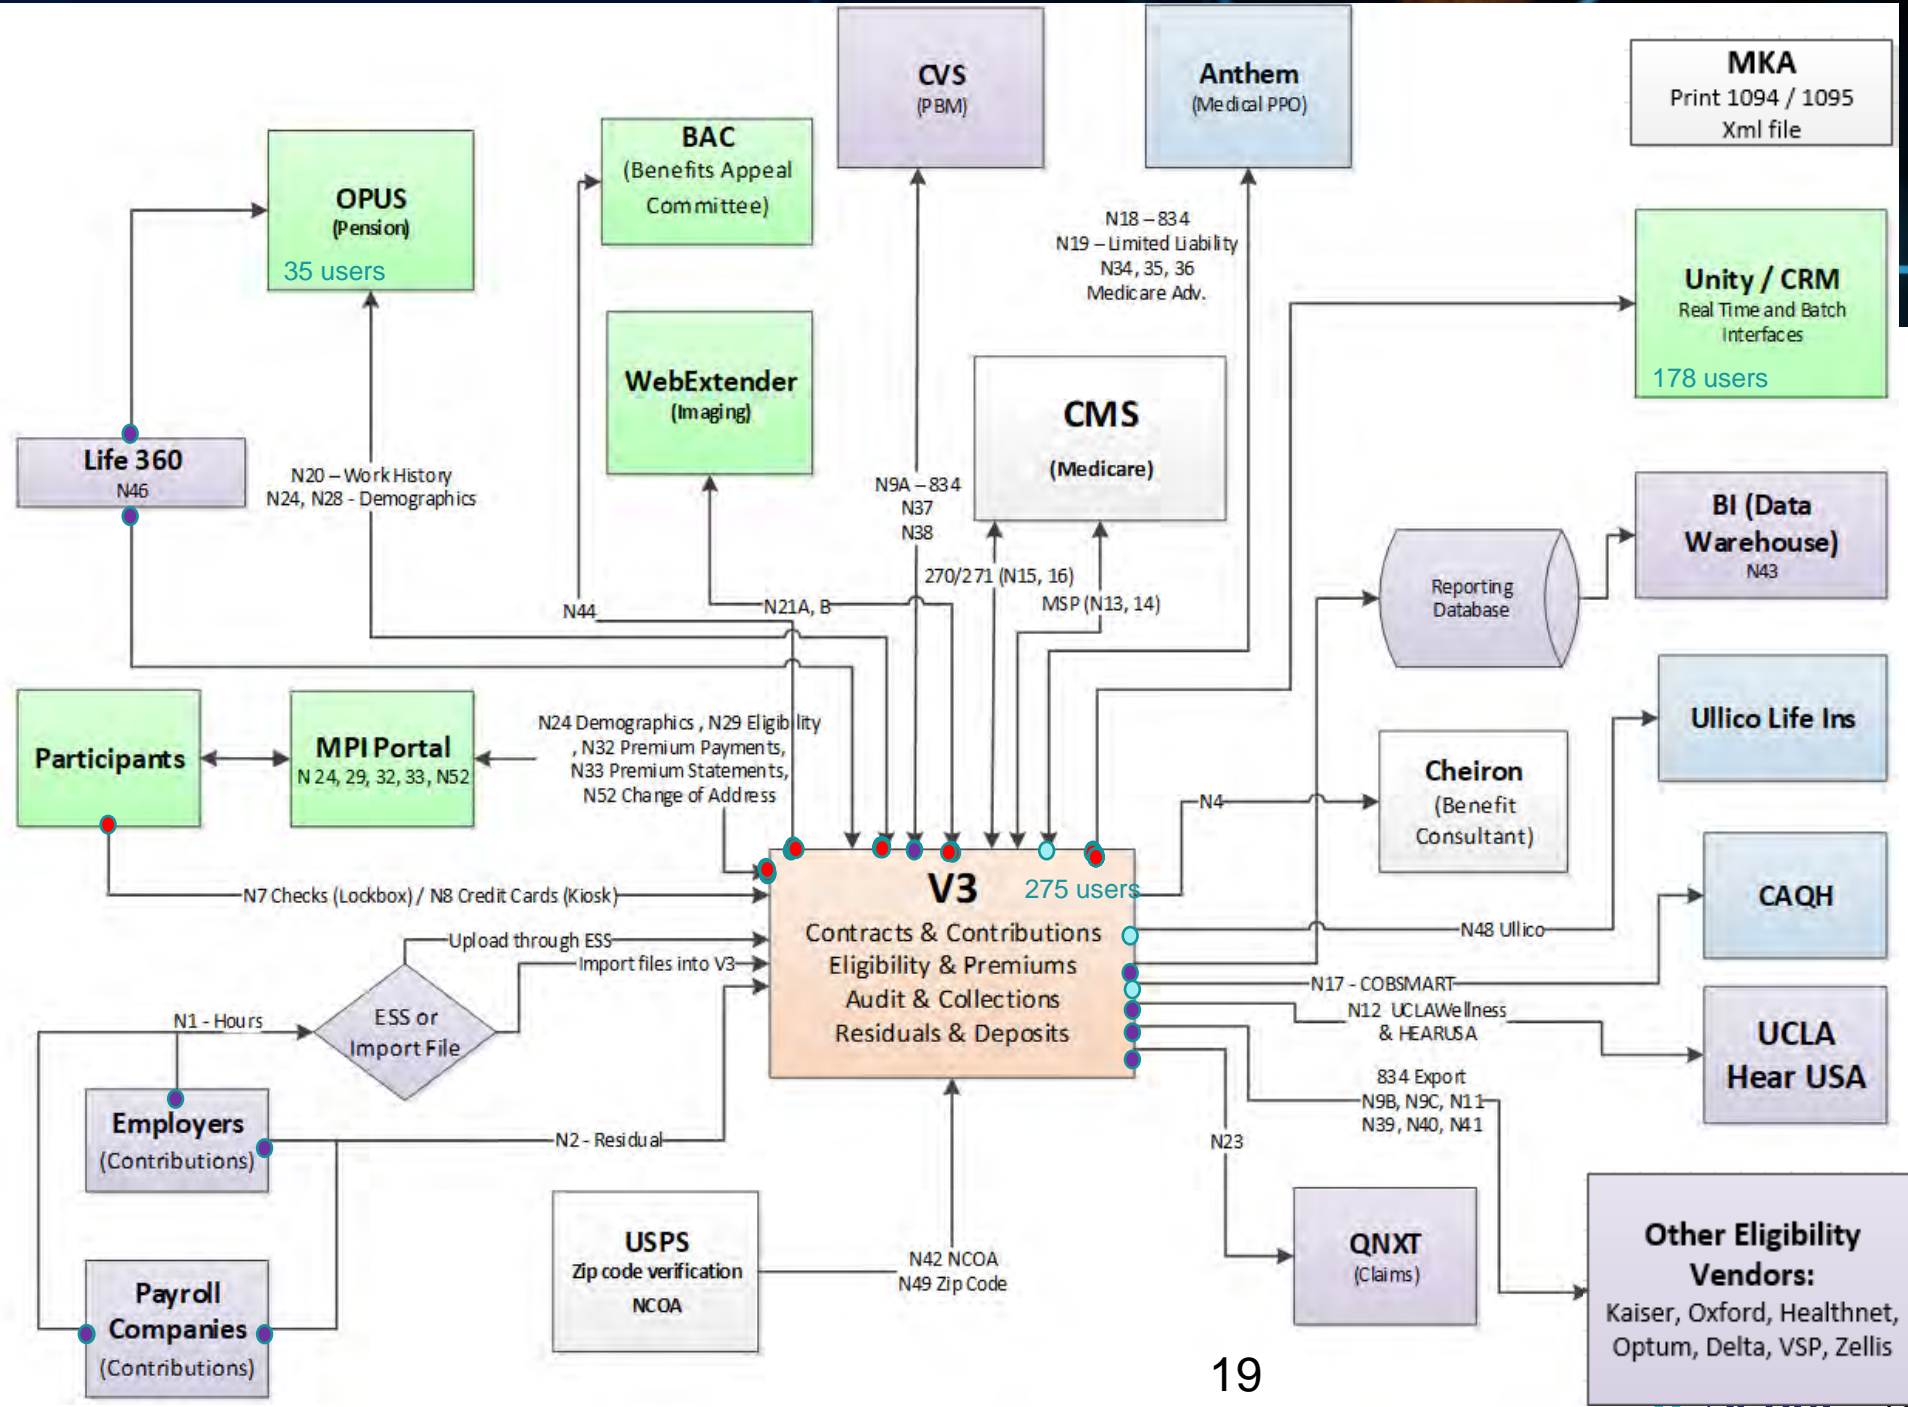 CVS
(PBM)
Anthem
(Medical PPO)
MKA
Print 1094 / 1095
Xml file
BAC
(Benefits Appeal
Committee)
OPUS
(Pension)
35 users
N18 – 834
N19 – Limited Liability
N34, 35, 36
Medicare Adv.
Unity / CRM
Real Time and Batch
Interfaces
178 users
WebExtender
(Imaging)
CMS
(Medicare)
Life 360
N46
N20 – Work History
N24, N28 - Demographics
N9A – 834
N37
N38
BI (Data
Warehouse)
N43
Reporting
Database
270/271 (N15, 16)
MSP (N13, 14)
N44
N21A, B
Participants
MPI Portal
N 24, 29, 32, 33, N52
N24 Demographics , N29 Eligibility
, N32 Premium Payments,
N33 Premium Statements,
N52 Change of Address
Ullico Life Ins
Cheiron
(Benefit
Consultant)
N4
V3
275 users
Contracts & Contributions
Eligibility & Premiums
Audit & Collections
Residuals & Deposits
N7 Checks (Lockbox) / N8 Credit Cards (Kiosk)
CAQH
N48 Ullico
Upload through ESS
Import files into V3
N17 - COBSMART
N12 UCLAWellness
& HEARUSA
UCLA
Hear USA
N1 - Hours
ESS or
Import File
834 Export
N9B, N9C, N11
N39, N40, N41
Employers
(Contributions)
N2 - Residual
N23
USPS
Zip code verification
NCOA
N42 NCOA
N49 Zip Code
QNXT
(Claims)
Other Eligibility
Vendors:
Kaiser, Oxford, Healthnet,
Optum, Delta, VSP, Zellis
Payroll
Companies
(Contributions)
19